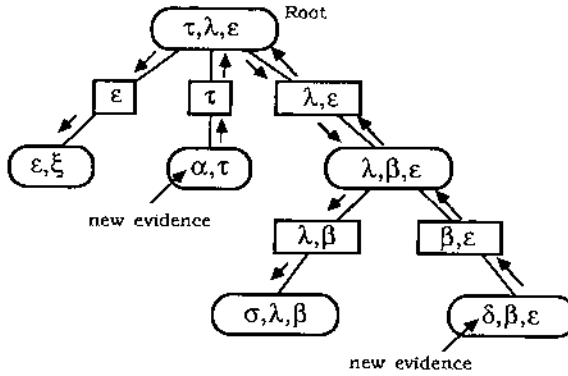 Root
τ,λ,ε
ε
τ
λ,ε
ε,ξ
α,τ
λ,β,ε
new evidence
λ,β
β,ε
σ,λ,β
δ,β,ε
new evidence